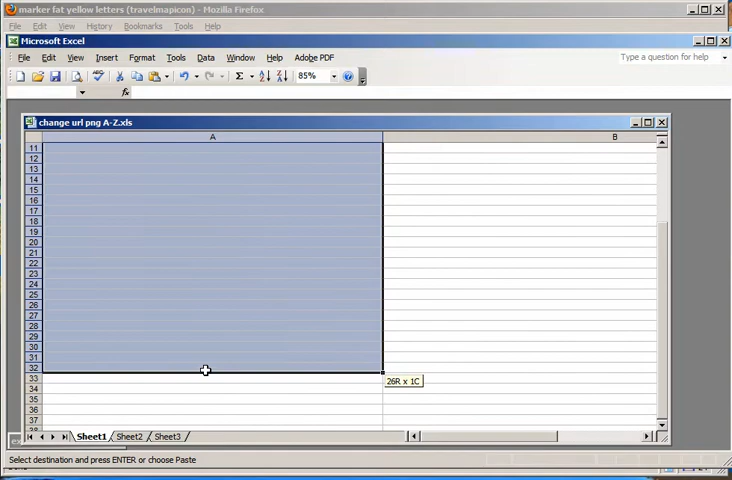 marker fat yellow letters (travelmapicon) - Mozilla Firefox
File Edit View History Bookmarks Tools Help
Microsoft Excel
File Edit View Insert Format Tools Data Window Help Adobe PDF
Type a question for help
Σ 85%
fx
change url png A-Z.xls
A B
11
12
13
14
15
16
17
18
19
20
21
22
23
24
25
26
27
28
29
30
31
32
33
26R x 1C
34
35
36
37
38
Sheet1 Sheet2 Sheet3
Select destination and press ENTER or choose Paste